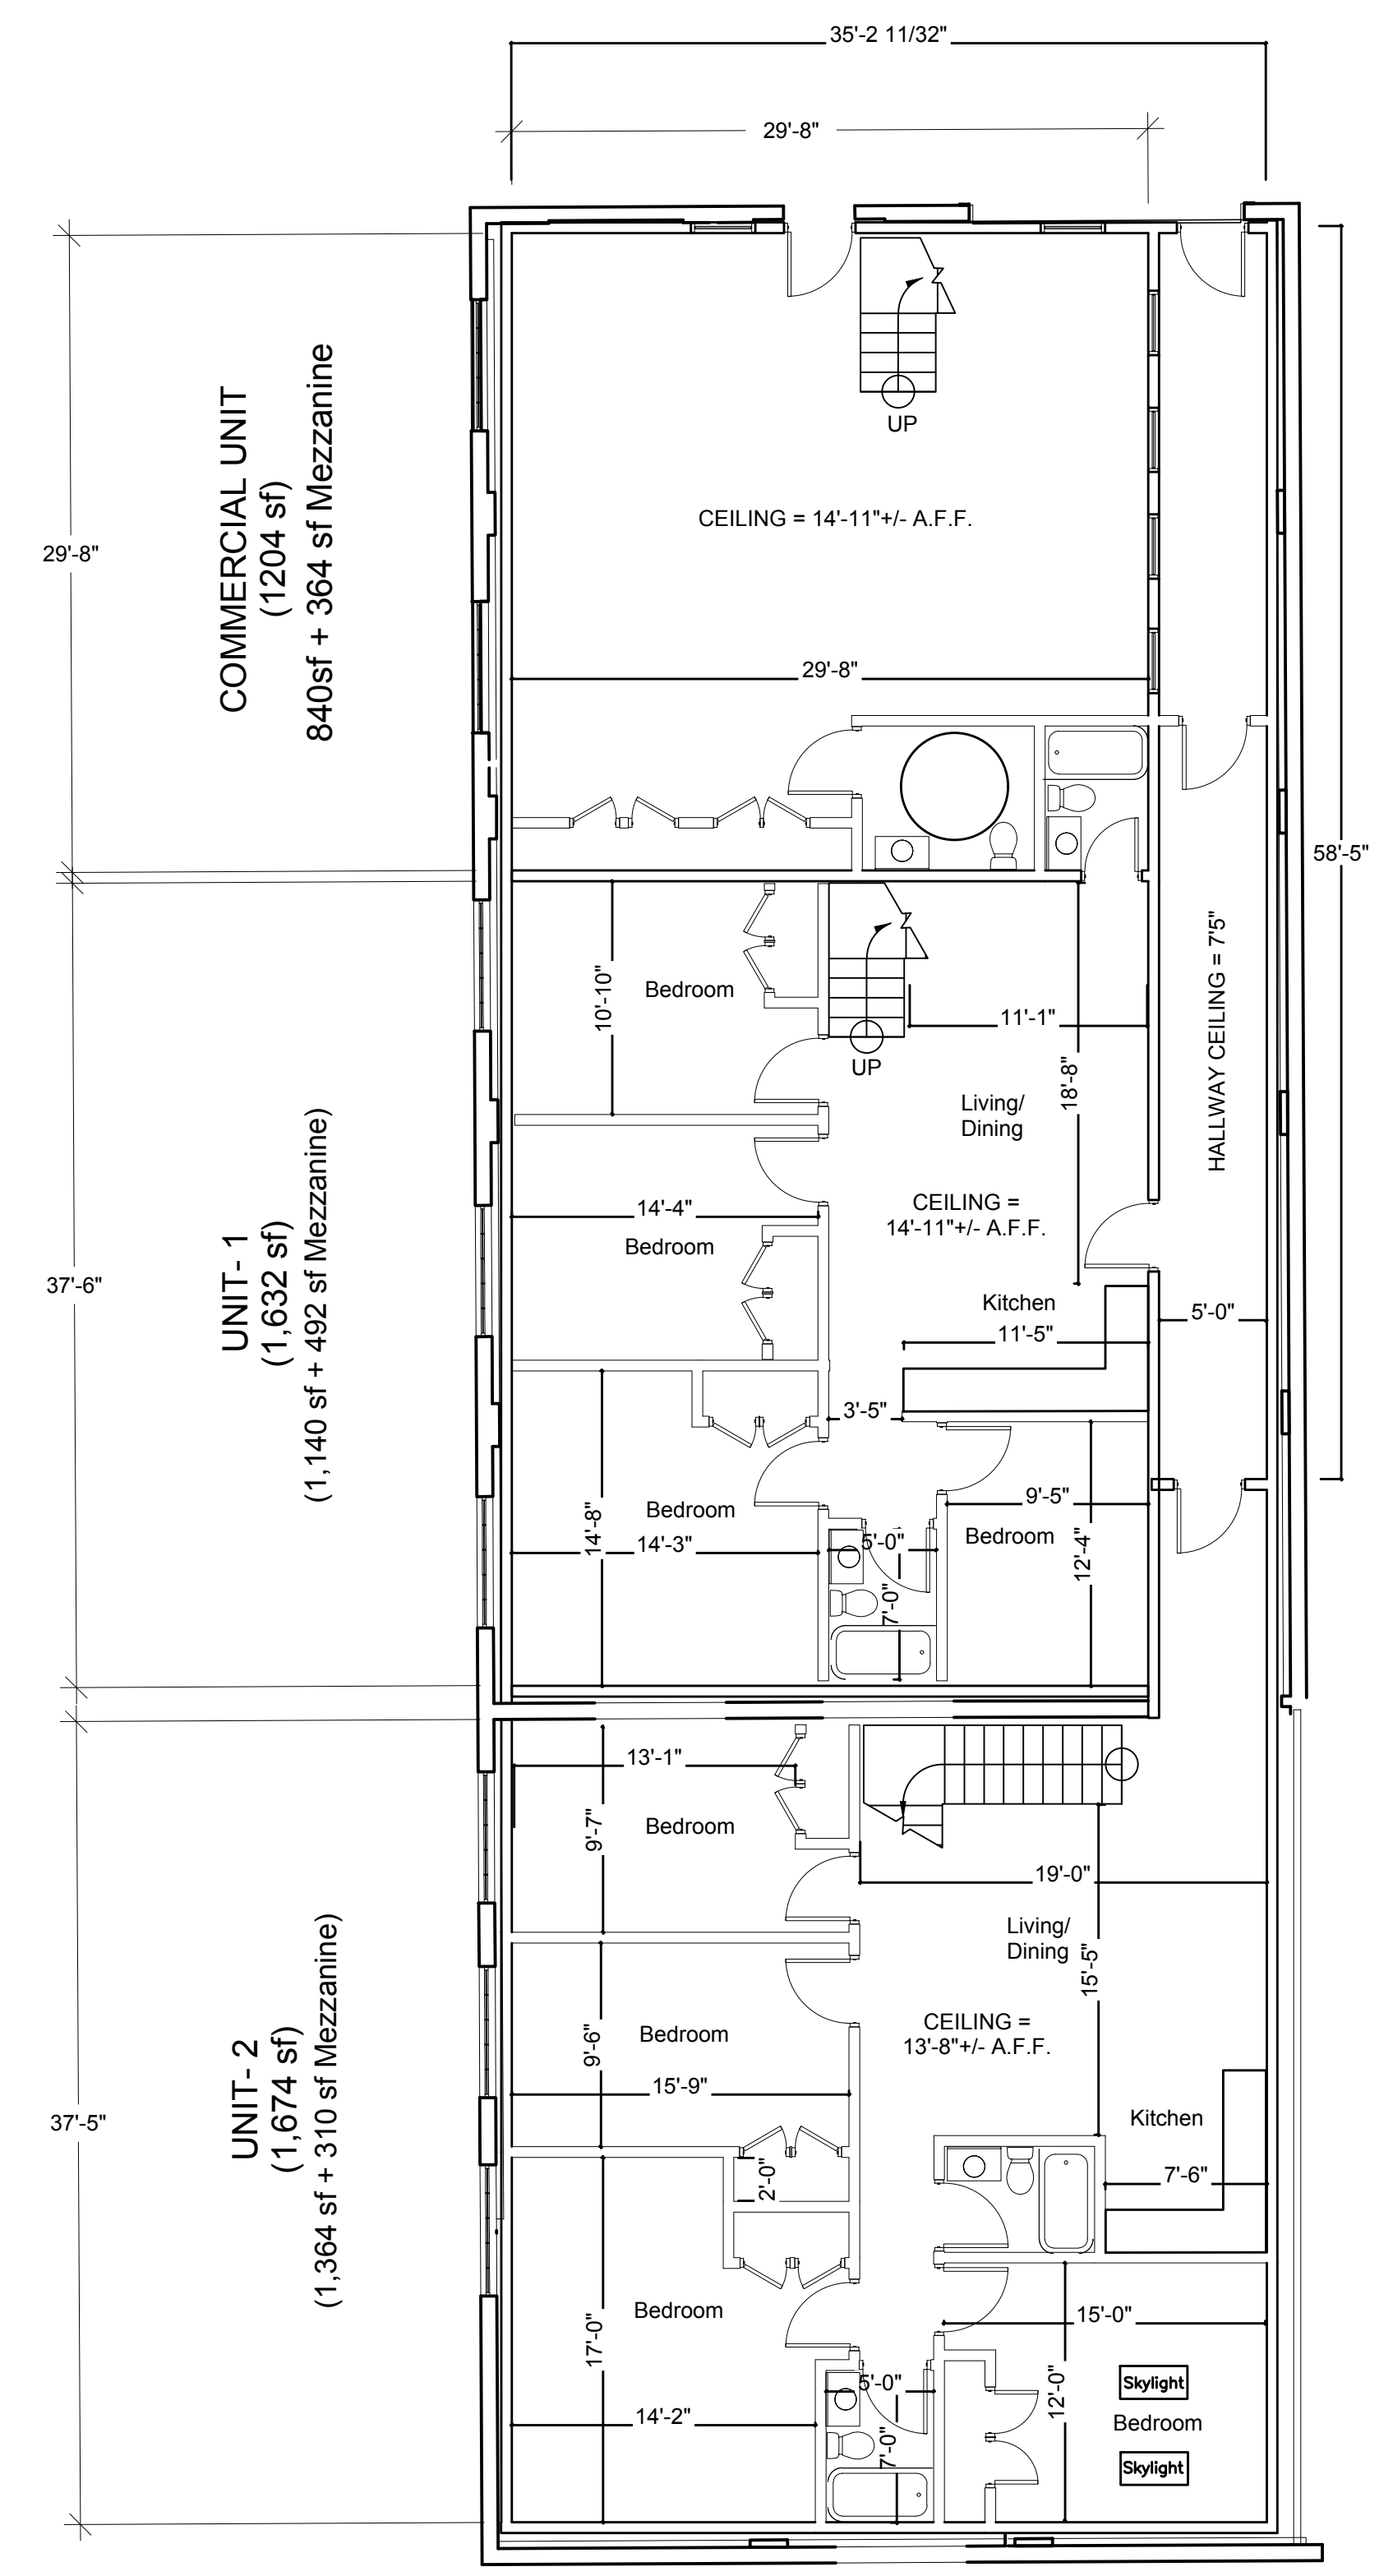 35'-2 11/32"
29'-8"
COMMERCIAL UNIT
(1204 sf)
840sf + 364 sf Mezzanine
29'-8"
UP
CEILING = 14'-11"+/- A.F.F.
29'-8"
58'-5"
HALLWAY CEILING = 7'5"
UNIT- 1
(1,632 sf)
(1,140 sf + 492 sf Mezzanine)
37'-6"
10'-10"
Bedroom
UP
11'-1"
18'-8"
Living/
Dining
14'-4"
Bedroom
CEILING =
14'-11"+/- A.F.F.
Kitchen
11'-5"
5'-0"
3'-5"
14'-8"
Bedroom
14'-3"
5'-0"
7'-0"
9'-5"
Bedroom
12'-4"
UNIT- 2
(1,674 sf)
(1,364 sf + 310 sf Mezzanine)
37'-5"
13'-1"
9'-7"
Bedroom
19'-0"
Living/
Dining
15'-5"
CEILING =
13'-8"+/- A.F.F.
9'-6"
Bedroom
15'-9"
Kitchen
7'-6"
2'-0"
17'-0"
Bedroom
14'-2"
5'-0"
7'-0"
15'-0"
12'-0"
Skylight
Bedroom
Skylight